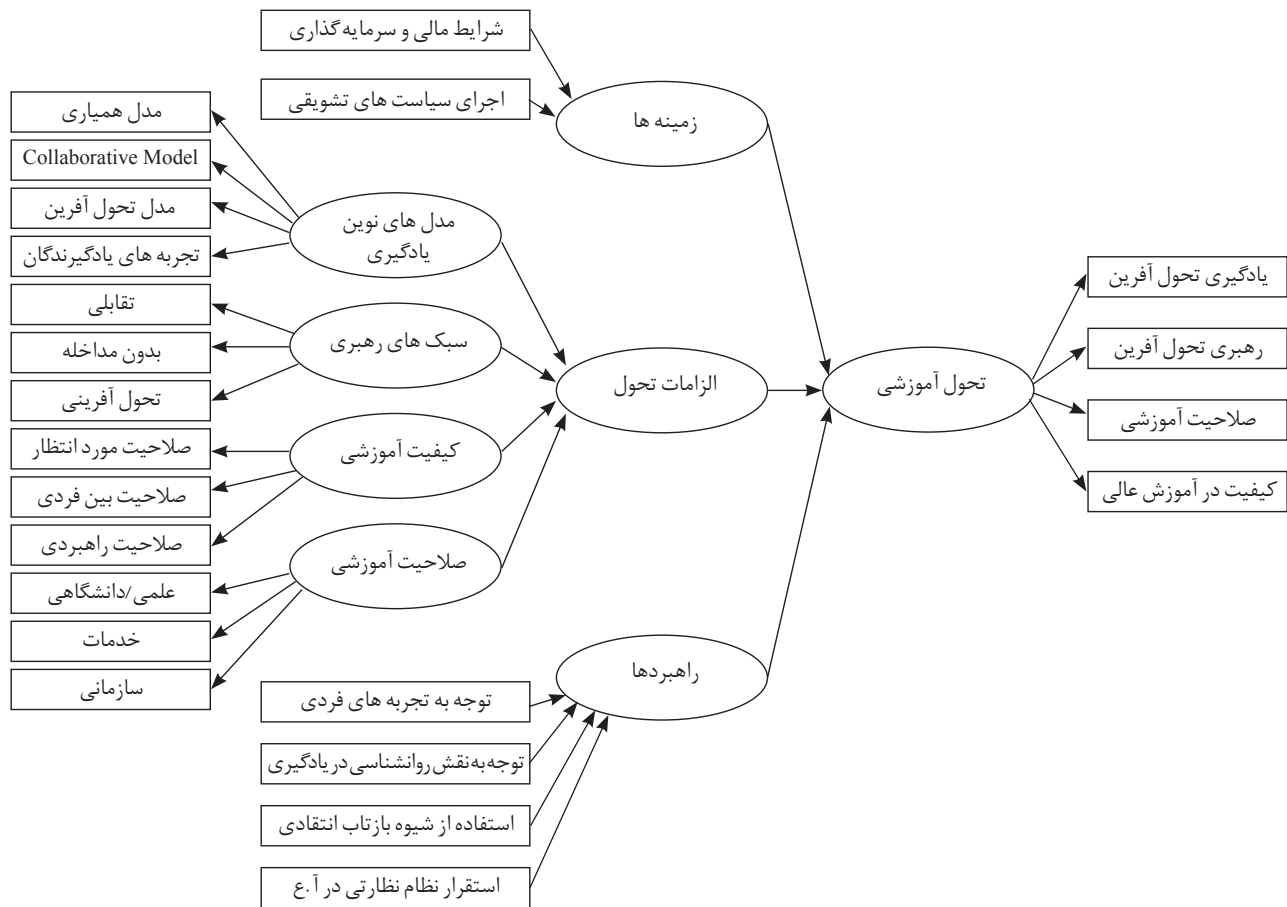 شرایط مالی و سرمایه گذاری
اجرای سیاست های تشویقی
زمینه ها
مدل همیاری
Collaborative Model
مدل تحول آفرین
تجربه های یادگیرندگان
مدل های نوین
یادگیری
تقابلی
بدون مداخله
تحول آفرینی
سبک های رهبری
صلاحیت مورد انتظار
صلاحیت بین فردی
صلاحیت راهبردی
کیفیت آموزشی
علمی/دانشگاهی
خدمات
سازمانی
صلاحیت آموزشی
الزامات تحول
تحول آموزشی
یادگیری تحول آفرین
رهبری تحول آفرین
صلاحیت آموزشی
کیفیت در آموزش عالی
راهبردها
توجه به تجربه های فردی
توجه به نقش روانشناسی در یادگیری
استفاده از شیوه بازتاب انتقادی
استقرار نظام نظارتی در آ.ع